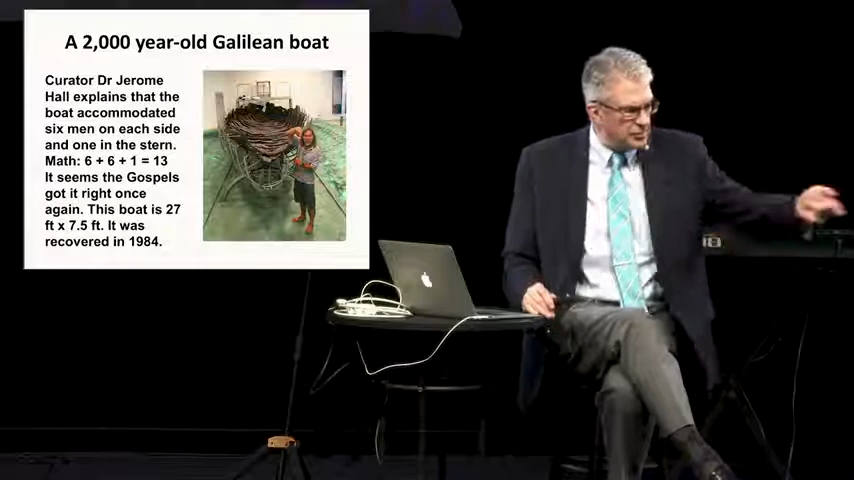 A 2,000 year-old Galilean boat
Curator Dr Jerome
Hall explains that the
boat accommodated
six men on each side
and one in the stern.
Math: 6 + 6 + 1 = 13
It seems the Gospels
got it right once
again. This boat is 27
ft x 7.5 ft. It was
recovered in 1984.